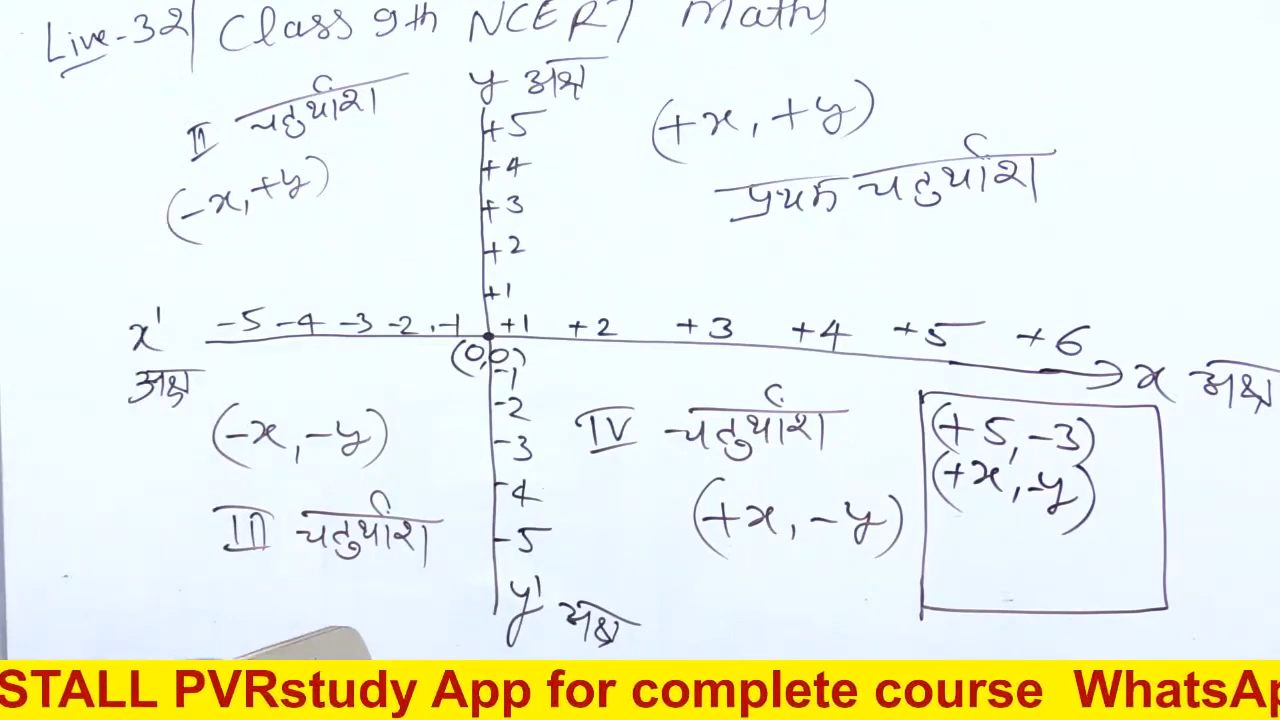 Live-32 | Class 9th NCERT Maths
y अक्ष
II चतुर्थांश
(-x, +y)
(+x, +y)
प्रथम चतुर्थांश
+5
+4
+3
+2
+1
x' -5 -4 -3 -2 -1 +1 +2 +3 +4 +5 +6 x अक्ष
अक्ष
(0,0)
-1
-2
-3
-4
-5
(-x, -y)
III चतुर्थांश
IV चतुर्थांश
(+x, -y)
(+5, -3)
(+x, -y)
y' अक्ष
STALL PVRstudy App for complete course WhatsAp